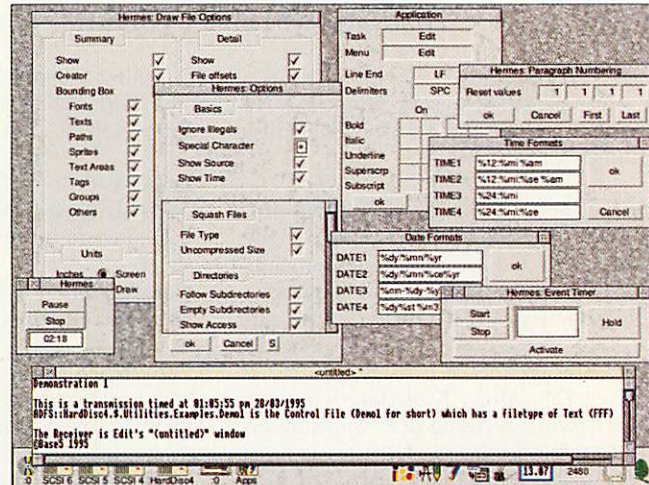 Hermes: Draw File Options
Summary
Detail
Show
Creator
Bounding Box
Fonts
Texts
Paths
Sprites
Text Areas
Tags
Groups
Others
Units
Inches
Screen
Draw
Show
File offsets
Hermes: Options
Basics
Ignore Illegals
Special Character
Show Source
Show Time
Squash Files
File Type
Uncompressed Size
Directories
Follow Subdirectories
Empty Subdirectories
Show Access
ok Cancel S
Application
Task Edit
Menu Edit
Line End LF
Delimiters SPC
On
Bold
Italic
Underline
Superscrp
Subscript
ok
Hermes: Paragraph Numbering
Reset values 1 1 1 1
ok Cancel First Last
Time Formats
TIME1 %12:%mi %am
TIME2 %12:%mi:%se %am
TIME3 %24:%mi
TIME4 %24:%mi:%se
ok
Cancel
Date Formats
DATE1 %dy/%mn/%yr
DATE2 %dy/%mn/%ce%yr
DATE3 %mn-%dy-%y
DATE4 %dy%st %m3
ok
Hermes
Pause
Stop
02:18
Hermes: Event Timer
Start
Stop
Hold
Activate
<untitled> *
Demonstration 1
This is a transmission timed at 01:05:55 pm 28/03/1995
ADFS::HardDisc4.$.Utilities.Examples.Demo1 is the Control File (Demo1 for short) which has a filetype of Text (FFF)
The Receiver is Edit's "(untitled)" window
©Base5 1995
:0 SCSI 6 SCSI 5 SCSI 4 HardDisc4 :0 Apps 13.07 2480